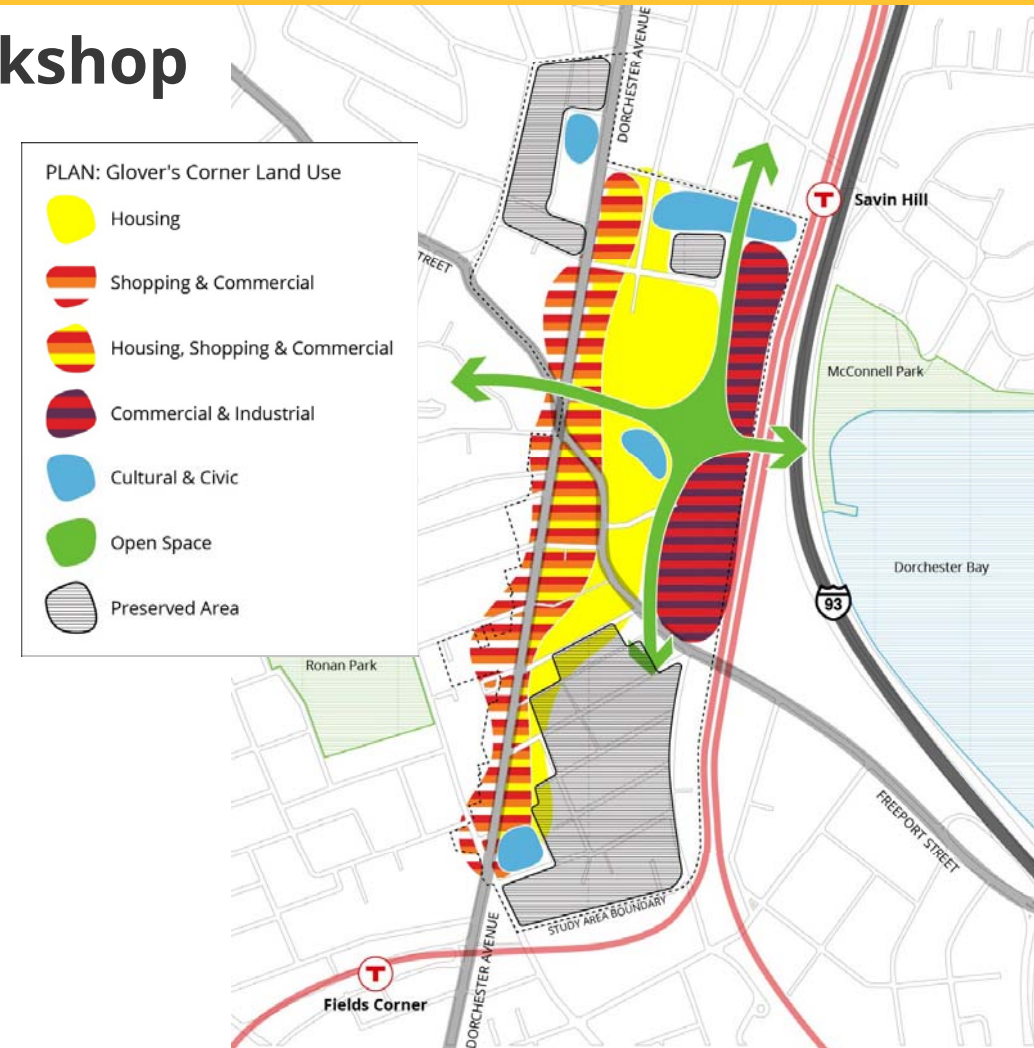 kshop
PLAN: Glover's Corner Land Use
Housing
Shopping & Commercial
Housing, Shopping & Commercial
Commercial & Industrial
Cultural & Civic
Open Space
Preserved Area
DORCHESTER AVENUE
T
Savin Hill
TREET
McConnell Park
Dorchester Bay
93
Ronan Park
FREEPORT STREET
STUDY AREA BOUNDARY
DORCHESTER AVENUE
T
Fields Corner